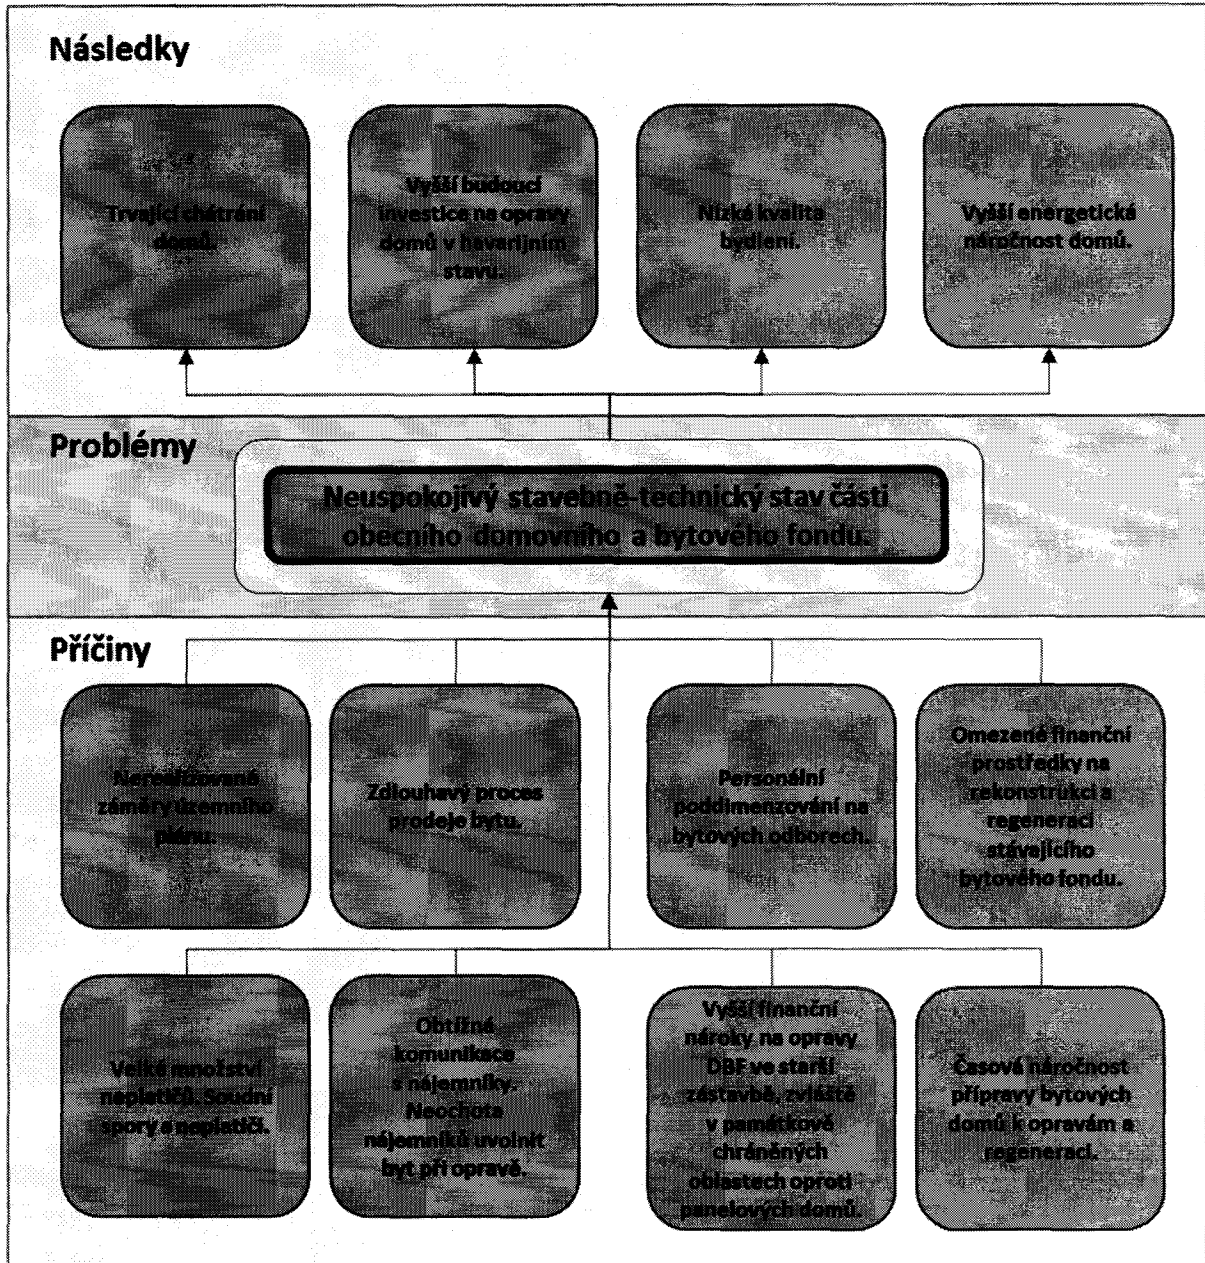 Následky
Trvající chátrání
domů.
Vyšší budoucí
investice na opravy
domů v havarijním
stavu.
Nízká kvalita
bydlení.
Vyšší energetická
náročnost domů.
Problémy
Neuspokojivý stavebně-technický stav části
obecního domovního a bytového fondu.
Příčiny
Nerealizované
záměry územního
plánu.
Zdlouhavý proces
prodeje bytu.
Personální
poddimenzování na
bytových odborech.
Omezené finanční
prostředky na
rekonstrukci a
regeneraci
stávajícího
bytového fondu.
Velké množství
neplatičů. Soudní
spory s neplatiči.
Obtížná
komunikace
s nájemníky.
Neochota
nájemníků uvolnit
byt při opravě.
Vyšší finanční
nároky na opravy
DBF ve starší
zástavbě, zvláště
v památkově
chráněných
oblastech oproti
panelových domů.
Časová náročnost
přípravy bytových
domů k opravám a
regeneraci.